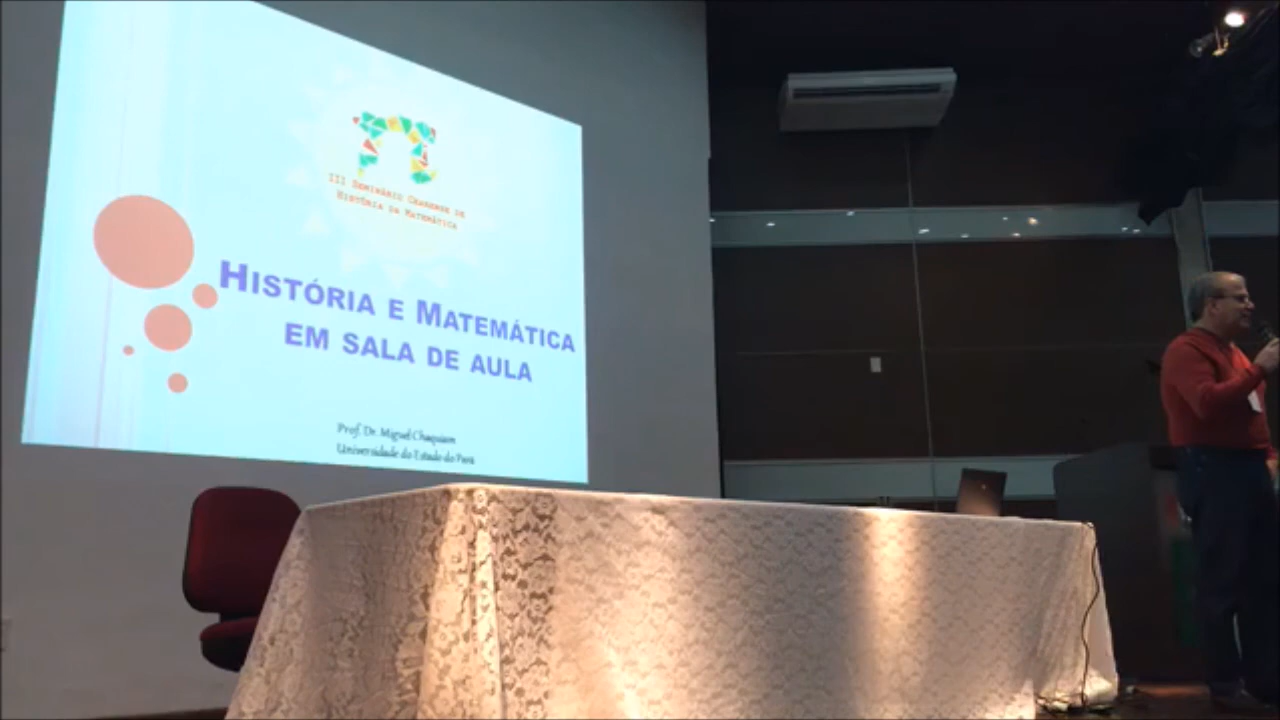 III Seminário Cearense de
História da Matemática
História e Matemática
em sala de aula
Prof. Dr. Miguel Chaquiam
Universidade do Estado do Pará